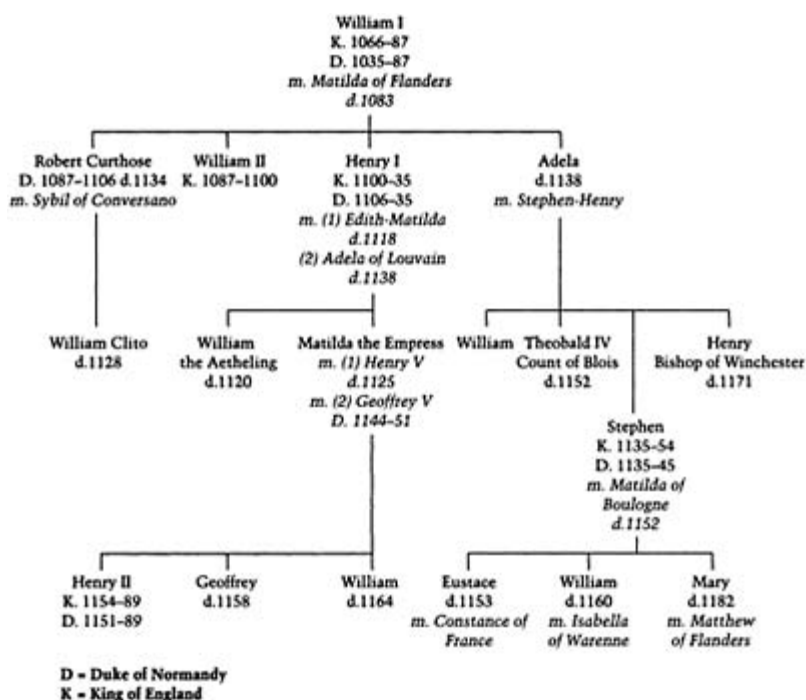 William I
K. 1066–87
D. 1035–87
m. Matilda of Flanders
d.1083
Robert Curthose
D. 1087–1106 d.1134
m. Sybil of Conversano
William II
K. 1087–1100
Henry I
K. 1100–35
D. 1106–35
m. (1) Edith-Matilda
d.1118
(2) Adela of Louvain
d.1138
Adela
d.1138
m. Stephen-Henry
William Clito
d.1128
William
the Aetheling
d.1120
Matilda the Empress
m. (1) Henry V
d.1125
m. (2) Geoffrey V
D. 1144–51
William
Theobald IV
Count of Blois
d.1152
Henry
Bishop of Winchester
d.1171
Stephen
K. 1135–54
D. 1135–45
m. Matilda of
Boulogne
d.1152
Henry II
K. 1154–89
D. 1151–89
Geoffrey
d.1158
William
d.1164
Eustace
d.1153
m. Constance of
France
William
d.1160
m. Isabella
of Warenne
Mary
d.1182
m. Matthew
of Flanders
D = Duke of Normandy
K = King of England